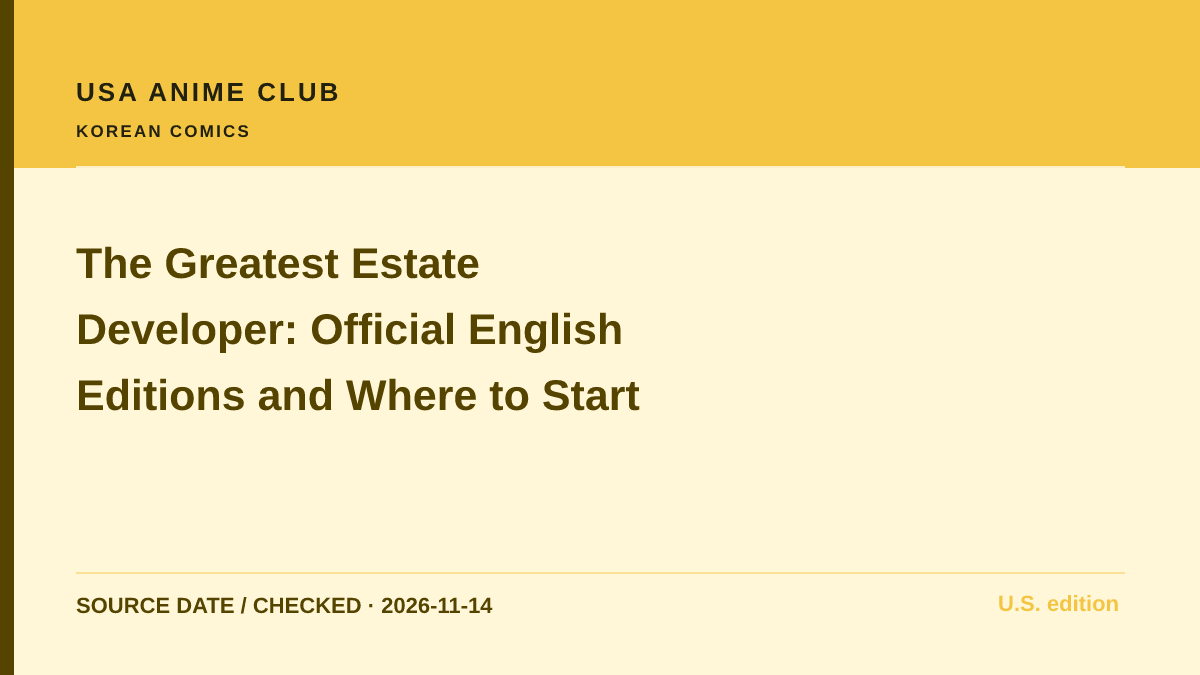 USA ANIME CLUB
KOREAN COMICS
The Greatest Estate
Developer: Official English
Editions and Where to Start
SOURCE DATE / CHECKED · 2026-11-14
U.S. edition